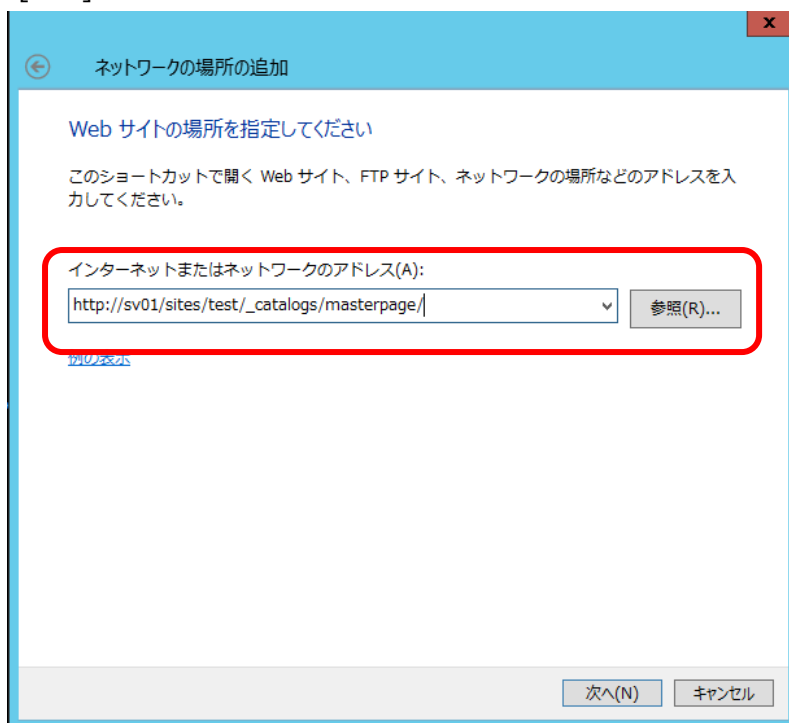 x
ネットワークの場所の追加
Web サイトの場所を指定してください
このショートカットで開く Web サイト、FTP サイト、ネットワークの場所などのアドレスを入
力してください。
インターネットまたはネットワークのアドレス(A):
http://sv01/sites/test/_catalogs/masterpage/
参照(R)...
例の表示
次へ(N)
キャンセル